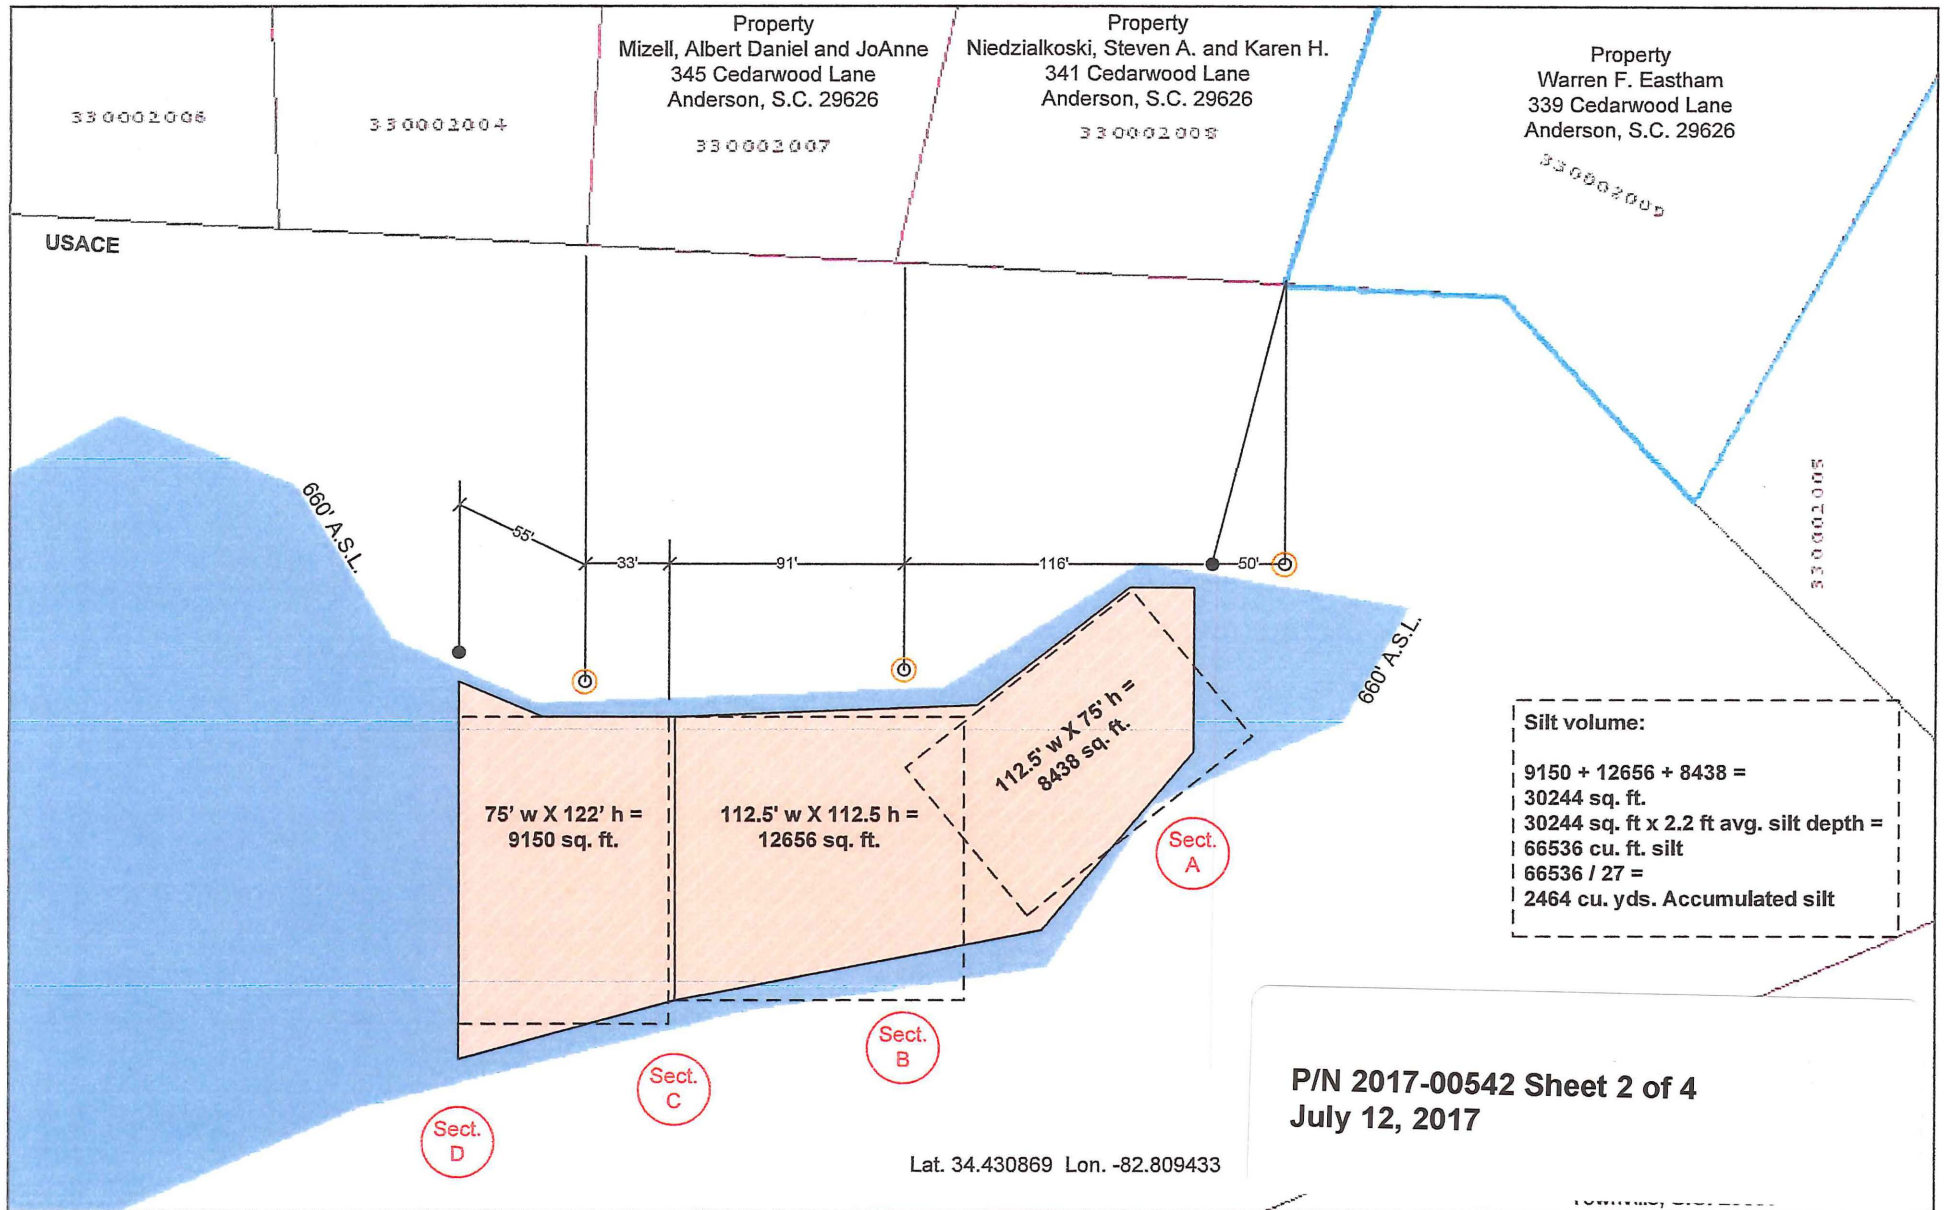 Property
Mizell, Albert Daniel and JoAnne
345 Cedarwood Lane
Anderson, S.C. 29626
Property
Niedzialkoski, Steven A. and Karen H.
341 Cedarwood Lane
Anderson, S.C. 29626
Property
Warren F. Eastham
339 Cedarwood Lane
Anderson, S.C. 29626
330002006
330002004
330002007
330002008
330002009
330002005
USACE
660' A.S.L.
55'
33'
91'
116'
50'
660' A.S.L.
75' w X 122' h =
9150 sq. ft.
112.5' w X 112.5 h =
12656 sq. ft.
112.5' w X 75' h =
8438 sq. ft.
Sect.
A
Sect.
B
Sect.
C
Sect.
D
Silt volume:
9150 + 12656 + 8438 =
30244 sq. ft.
30244 sq. ft x 2.2 ft avg. silt depth =
66536 cu. ft. silt
66536 / 27 =
2464 cu. yds. Accumulated silt
P/N 2017-00542 Sheet 2 of 4
July 12, 2017
Lat. 34.430869 Lon. -82.809433